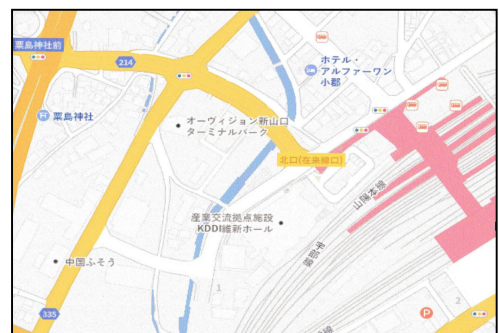 粟島神社前
214
ホテル・
アルファーワン
小郡
粟島神社
オーヴィジョン新山口
ターミナルパーク
北口(在来線口)
山陽本線
産業交流拠点施設
KDDI維新ホール
宇部線
中国ふそう
1
2
335
P